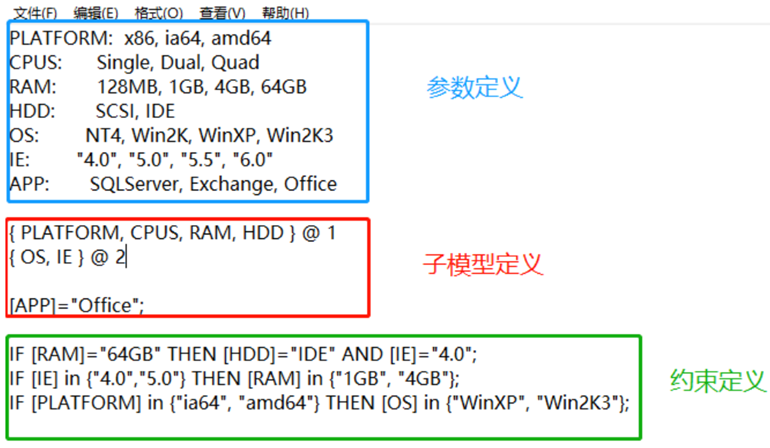 文件(F) 编辑(E) 格式(O) 查看(V) 帮助(H)
PLATFORM: x86, ia64, amd64
CPUS: Single, Dual, Quad
RAM: 128MB, 1GB, 4GB, 64GB
HDD: SCSI, IDE
OS: NT4, Win2K, WinXP, Win2K3
IE: "4.0", "5.0", "5.5", "6.0"
APP: SQLServer, Exchange, Office
参数定义
{ PLATFORM, CPUS, RAM, HDD } @ 1
{ OS, IE } @ 2
[APP]="Office";
子模型定义
IF [RAM]="64GB" THEN [HDD]="IDE" AND [IE]="4.0";
IF [IE] in {"4.0","5.0"} THEN [RAM] in {"1GB", "4GB"};
IF [PLATFORM] in {"ia64", "amd64"} THEN [OS] in {"WinXP", "Win2K3"};
约束定义